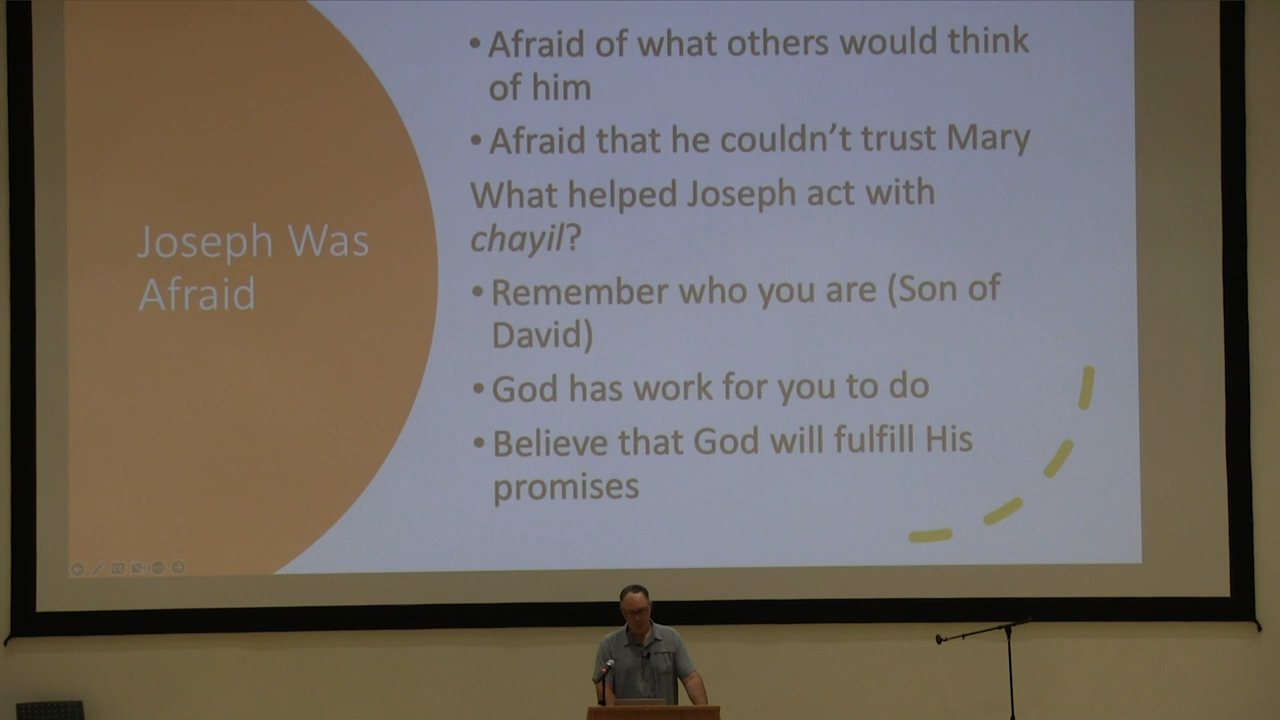 Joseph Was
Afraid
• Afraid of what others would think
of him
• Afraid that he couldn't trust Mary
What helped Joseph act with
chayil?
• Remember who you are (Son of
David)
• God has work for you to do
• Believe that God will fulfill His
promises